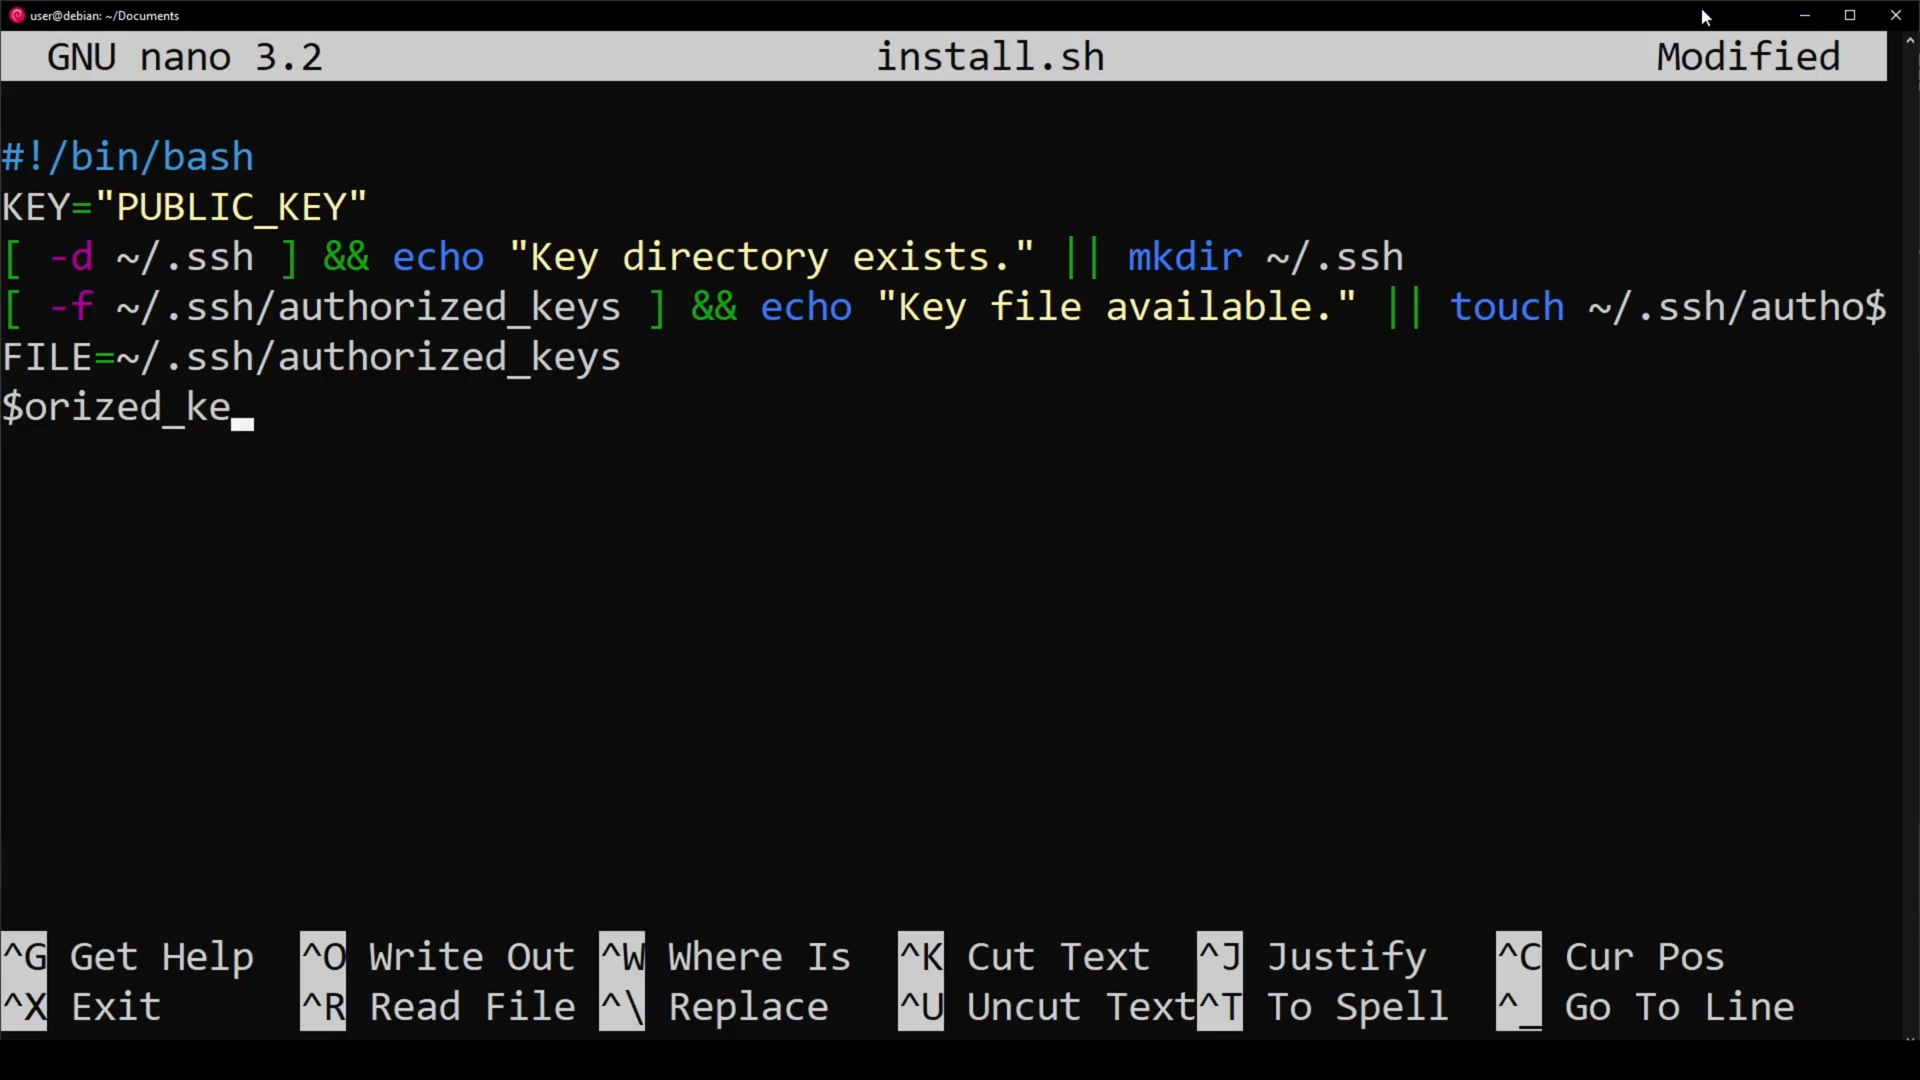 user@debian: ~/Documents
GNU nano 3.2 install.sh Modified
#!/bin/bash
KEY="PUBLIC_KEY"
[ -d ~/.ssh ] && echo "Key directory exists." || mkdir ~/.ssh
[ -f ~/.ssh/authorized_keys ] && echo "Key file available." || touch ~/.ssh/autho$
FILE=~/.ssh/authorized_keys
$orized_ke
^G Get Help ^O Write Out ^W Where Is ^K Cut Text ^J Justify ^C Cur Pos
^X Exit ^R Read File ^\ Replace ^U Uncut Text ^T To Spell ^_ Go To Line